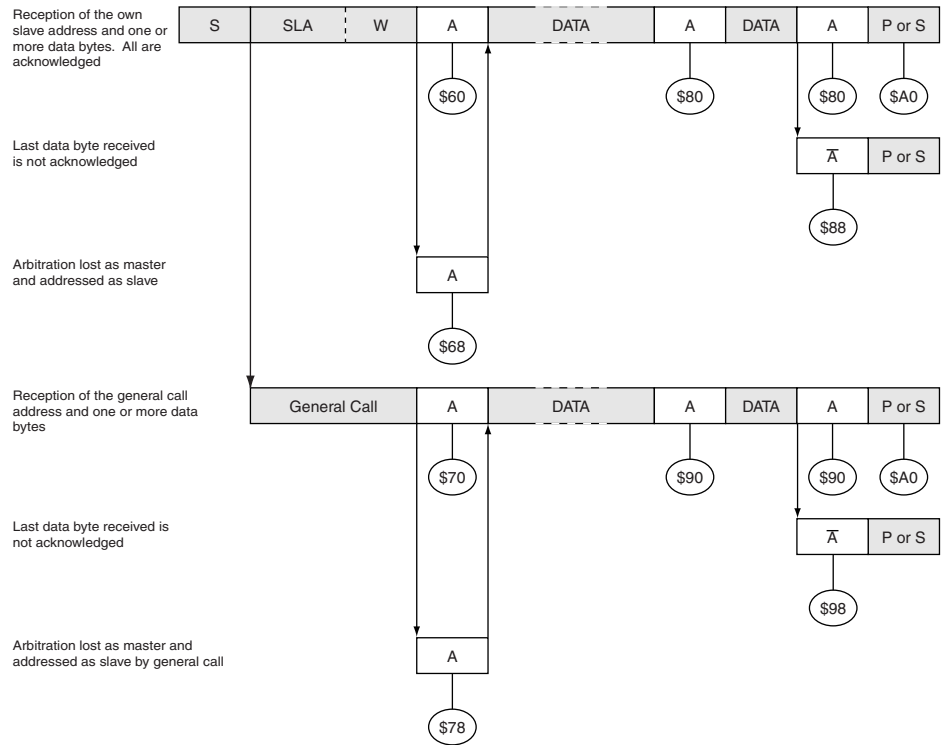 Reception of the own
slave address and one or
more data bytes. All are
acknowledged
S SLA W A DATA A DATA A P or S
$60 $80 $80 $A0
Last data byte received
is not acknowledged
A̅ P or S
$88
Arbitration lost as master
and addressed as slave
A
$68
Reception of the general call
address and one or more data
bytes
General Call A DATA A DATA A P or S
$70 $90 $90 $A0
Last data byte received is
not acknowledged
A̅ P or S
$98
Arbitration lost as master and
addressed as slave by general call
A
$78